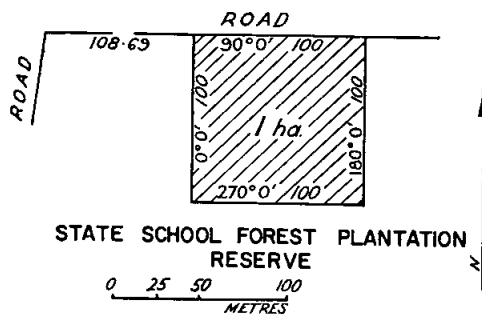 ROAD
108·69
90°0' 100
ROAD
0°0' 100
1 ha.
180°0' 100
270°0' 100
STATE SCHOOL FOREST PLANTATION
RESERVE
0 25 50 100
METRES
N